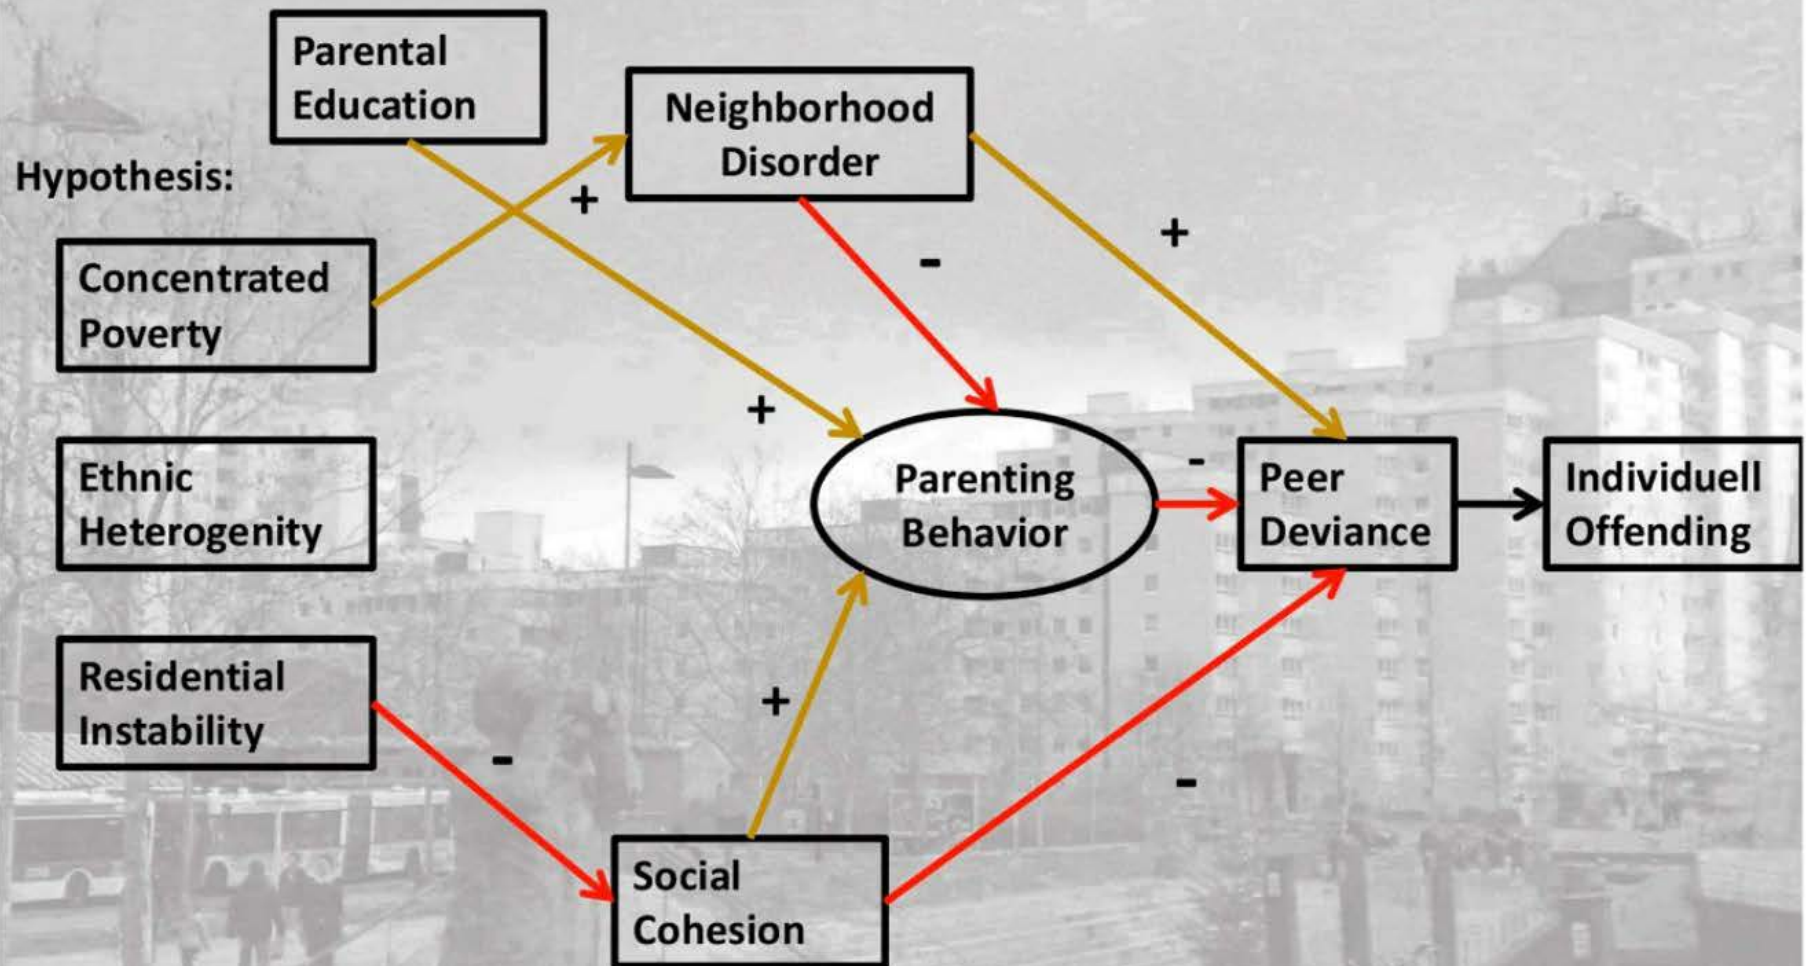 Parental
Education
Neighborhood
Disorder
Hypothesis:
+
-
+
Concentrated
Poverty
+
Ethnic
Heterogenity
Parenting
Behavior
-
Peer
Deviance
Individuell
Offending
Residential
Instability
-
+
-
Social
Cohesion